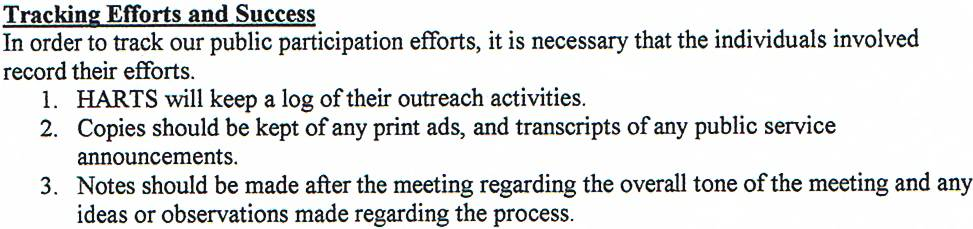 Tracking Efforts and Success
In order to track our public participation efforts, it is necessary that the individuals involved
record their efforts.
1. HARTS will keep a log of their outreach activities.
2. Copies should be kept of any print ads, and transcripts of any public service
announcements.
3. Notes should be made after the meeting regarding the overall tone of the meeting and any
ideas or observations made regarding the process.